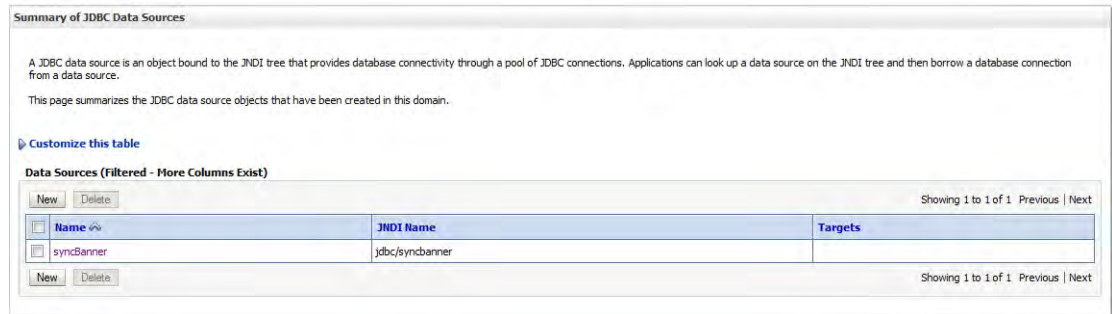 Summary of JDBC Data Sources
A JDBC data source is an object bound to the JNDI tree that provides database connectivity through a pool of JDBC connections. Applications can look up a data source on the JNDI tree and then borrow a database connection
from a data source.
This page summarizes the JDBC data source objects that have been created in this domain.
Customize this table
Data Sources (Filtered - More Columns Exist)
New Delete Showing 1 to 1 of 1 Previous | Next
Name JNDI Name Targets
syncBanner jdbc/syncbanner
New Delete Showing 1 to 1 of 1 Previous | Next